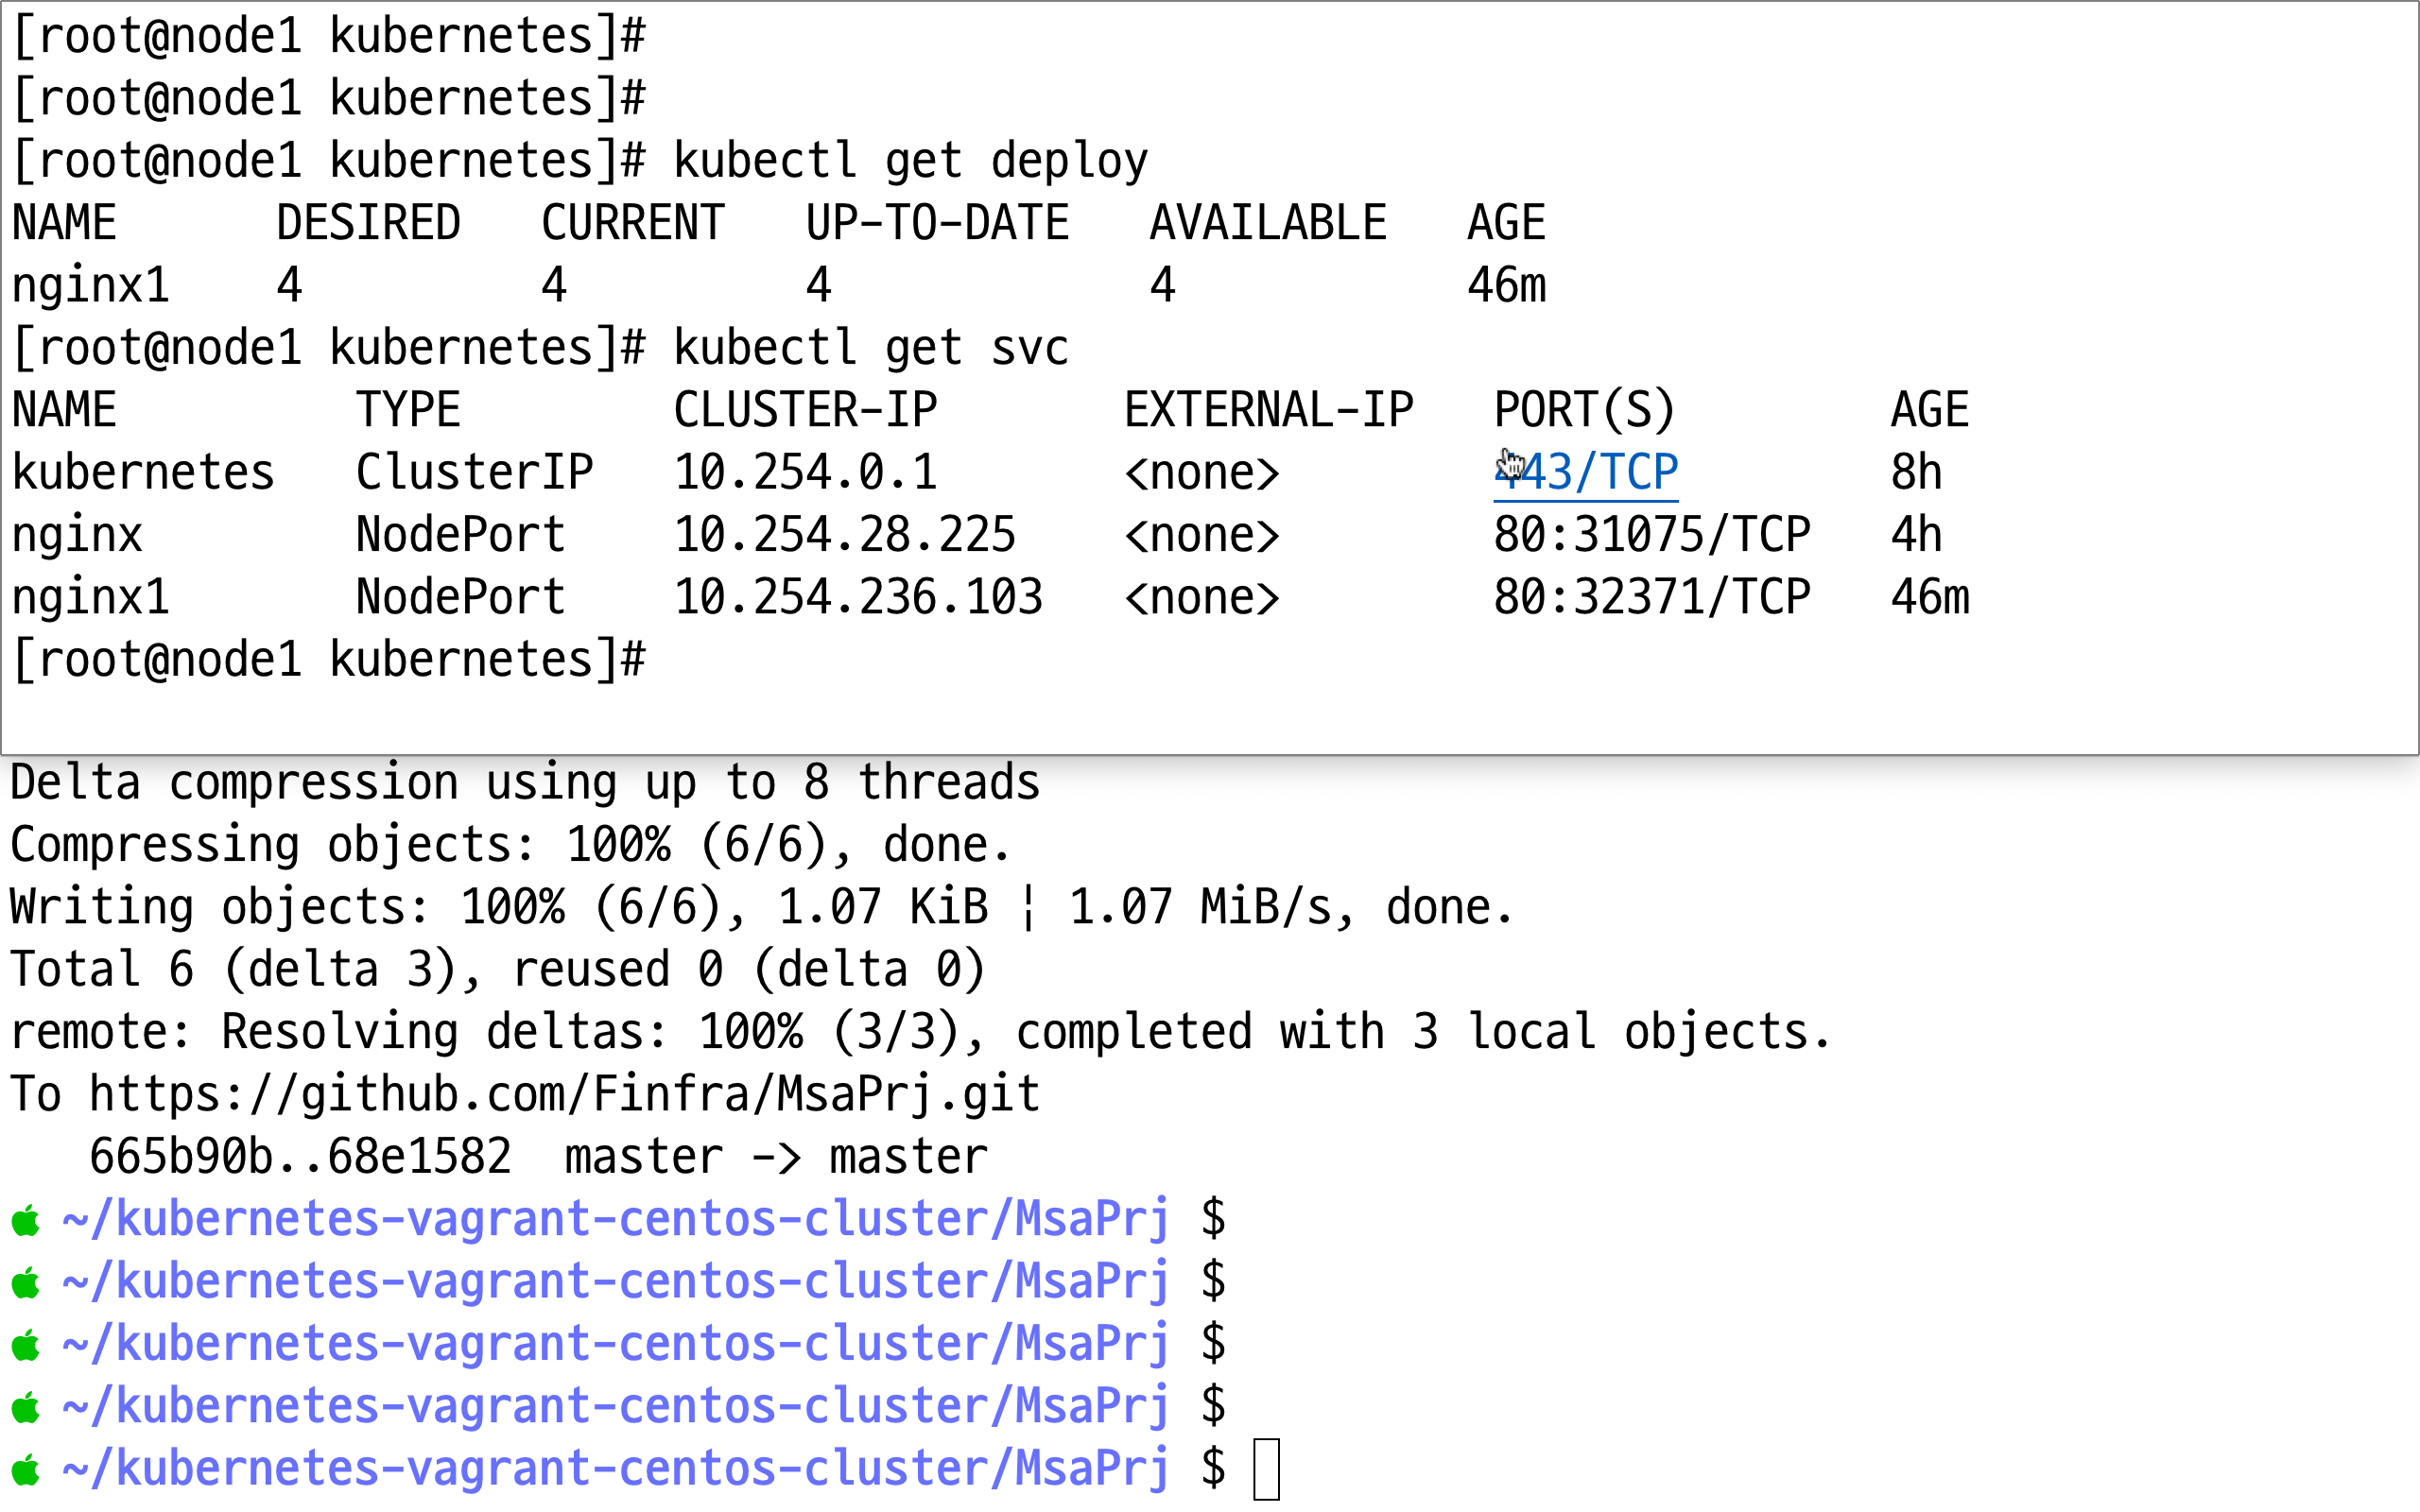 [root@node1 kubernetes]#
[root@node1 kubernetes]#
[root@node1 kubernetes]# kubectl get deploy
NAME      DESIRED   CURRENT   UP-TO-DATE   AVAILABLE   AGE
nginx1    4         4         4            4           46m
[root@node1 kubernetes]# kubectl get svc
NAME         TYPE        CLUSTER-IP       EXTERNAL-IP   PORT(S)        AGE
kubernetes   ClusterIP   10.254.0.1       <none>        443/TCP        8h
nginx        NodePort    10.254.28.225    <none>        80:31075/TCP   4h
nginx1       NodePort    10.254.236.103   <none>        80:32371/TCP   46m
[root@node1 kubernetes]#
Delta compression using up to 8 threads
Compressing objects: 100% (6/6), done.
Writing objects: 100% (6/6), 1.07 KiB | 1.07 MiB/s, done.
Total 6 (delta 3), reused 0 (delta 0)
remote: Resolving deltas: 100% (3/3), completed with 3 local objects.
To https://github.com/Finfra/MsaPrj.git
   665b90b..68e1582  master -> master
~/kubernetes-vagrant-centos-cluster/MsaPrj $
~/kubernetes-vagrant-centos-cluster/MsaPrj $
~/kubernetes-vagrant-centos-cluster/MsaPrj $
~/kubernetes-vagrant-centos-cluster/MsaPrj $
~/kubernetes-vagrant-centos-cluster/MsaPrj $